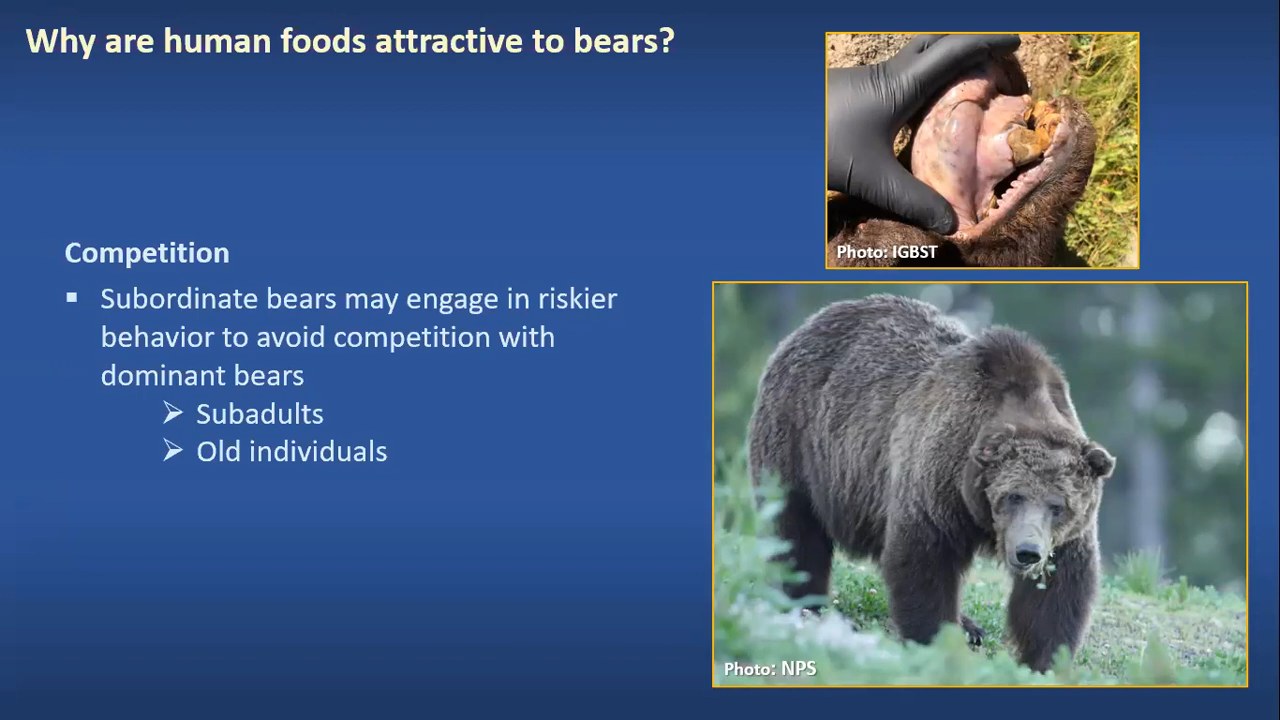 Why are human foods attractive to bears?
Photo: IGBST
Competition
▪ Subordinate bears may engage in riskier
behavior to avoid competition with
dominant bears
➢ Subadults
➢ Old individuals
Photo: NPS